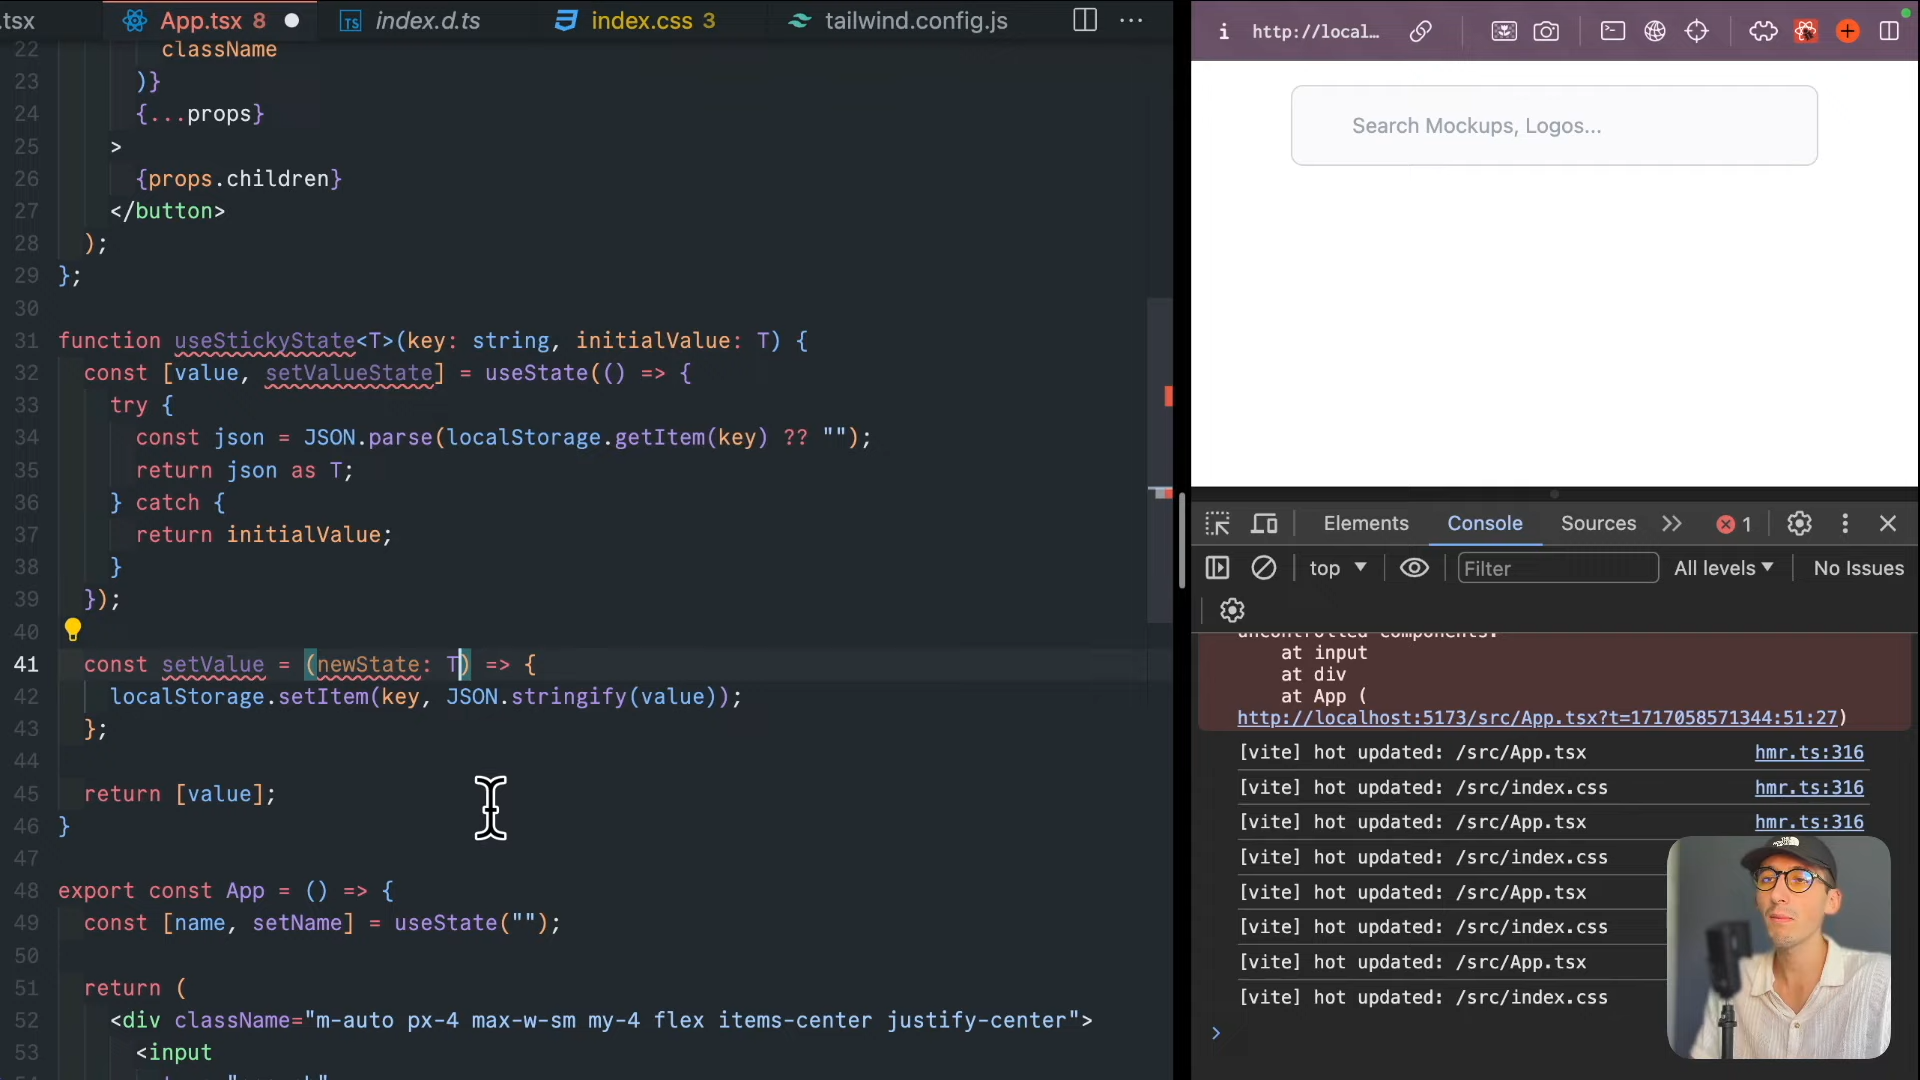 .tsx
App.tsx 8
TS index.d.ts
index.css 3
tailwind.config.js
22 className
23 )}
24 {...props}
25 >
26 {props.children}
27 </button>
28 );
29 };
30
31 function useStickyState<T>(key: string, initialValue: T) {
32 const [value, setValueState] = useState(() => {
33 try {
34 const json = JSON.parse(localStorage.getItem(key) ?? "");
35 return json as T;
36 } catch {
37 return initialValue;
38 }
39 });
40
41 const setValue = (newState: T) => {
42 localStorage.setItem(key, JSON.stringify(value));
43 };
44
45 return [value];
46 }
47
48 export const App = () => {
49 const [name, setName] = useState("");
50
51 return (
52 <div className="m-auto px-4 max-w-sm my-4 flex items-center justify-center">
53 <input
http://local...
Search Mockups, Logos...
Elements
Console
Sources
1
top
Filter
All levels
No Issues
uncontrolled components.
at input
at div
at App (
http://localhost:5173/src/App.tsx?t=1717058571344:51:27)
[vite] hot updated: /src/App.tsx hmr.ts:316
[vite] hot updated: /src/index.css hmr.ts:316
[vite] hot updated: /src/App.tsx hmr.ts:316
[vite] hot updated: /src/index.css
[vite] hot updated: /src/App.tsx
[vite] hot updated: /src/index.css
[vite] hot updated: /src/App.tsx
[vite] hot updated: /src/index.css